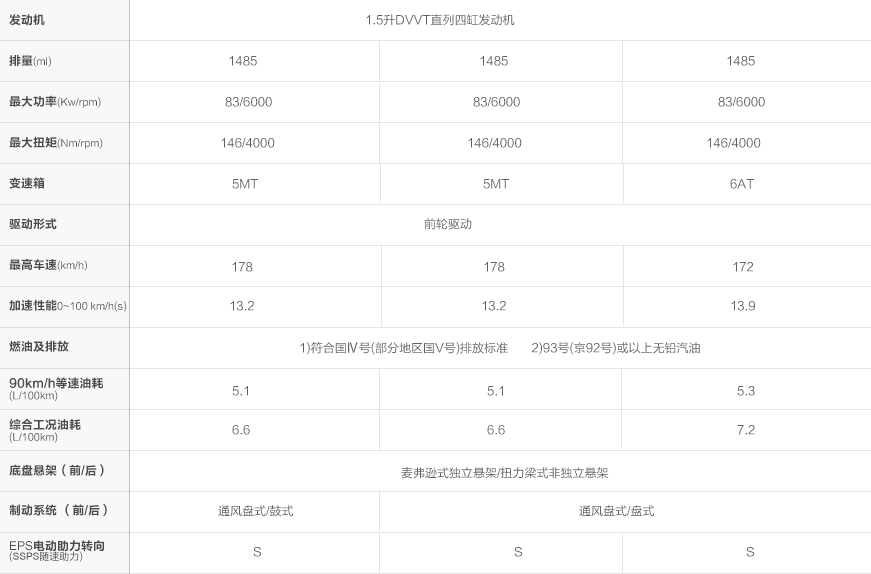 发动机 1.5升DVVT直列四缸发动机
排量(ml) 1485 1485 1485
最大功率(Kw/rpm) 83/6000 83/6000 83/6000
最大扭矩(Nm/rpm) 146/4000 146/4000 146/4000
变速箱 5MT 5MT 6AT
驱动形式 前轮驱动
最高车速(km/h) 178 178 172
加速性能0~100 km/h(s) 13.2 13.2 13.9
燃油及排放 1)符合国Ⅳ号(部分地区国V号)排放标准 2)93号(京92号)或以上无铅汽油
90km/h等速油耗 5.1 5.1 5.3
(L/100km)
综合工况油耗 6.6 6.6 7.2
(L/100km)
底盘悬架（前/后） 麦弗逊式独立悬架/扭力梁式非独立悬架
制动系统（前/后） 通风盘式/鼓式 通风盘式/盘式
EPS电动助力转向 S S S
(SSPS随速助力)